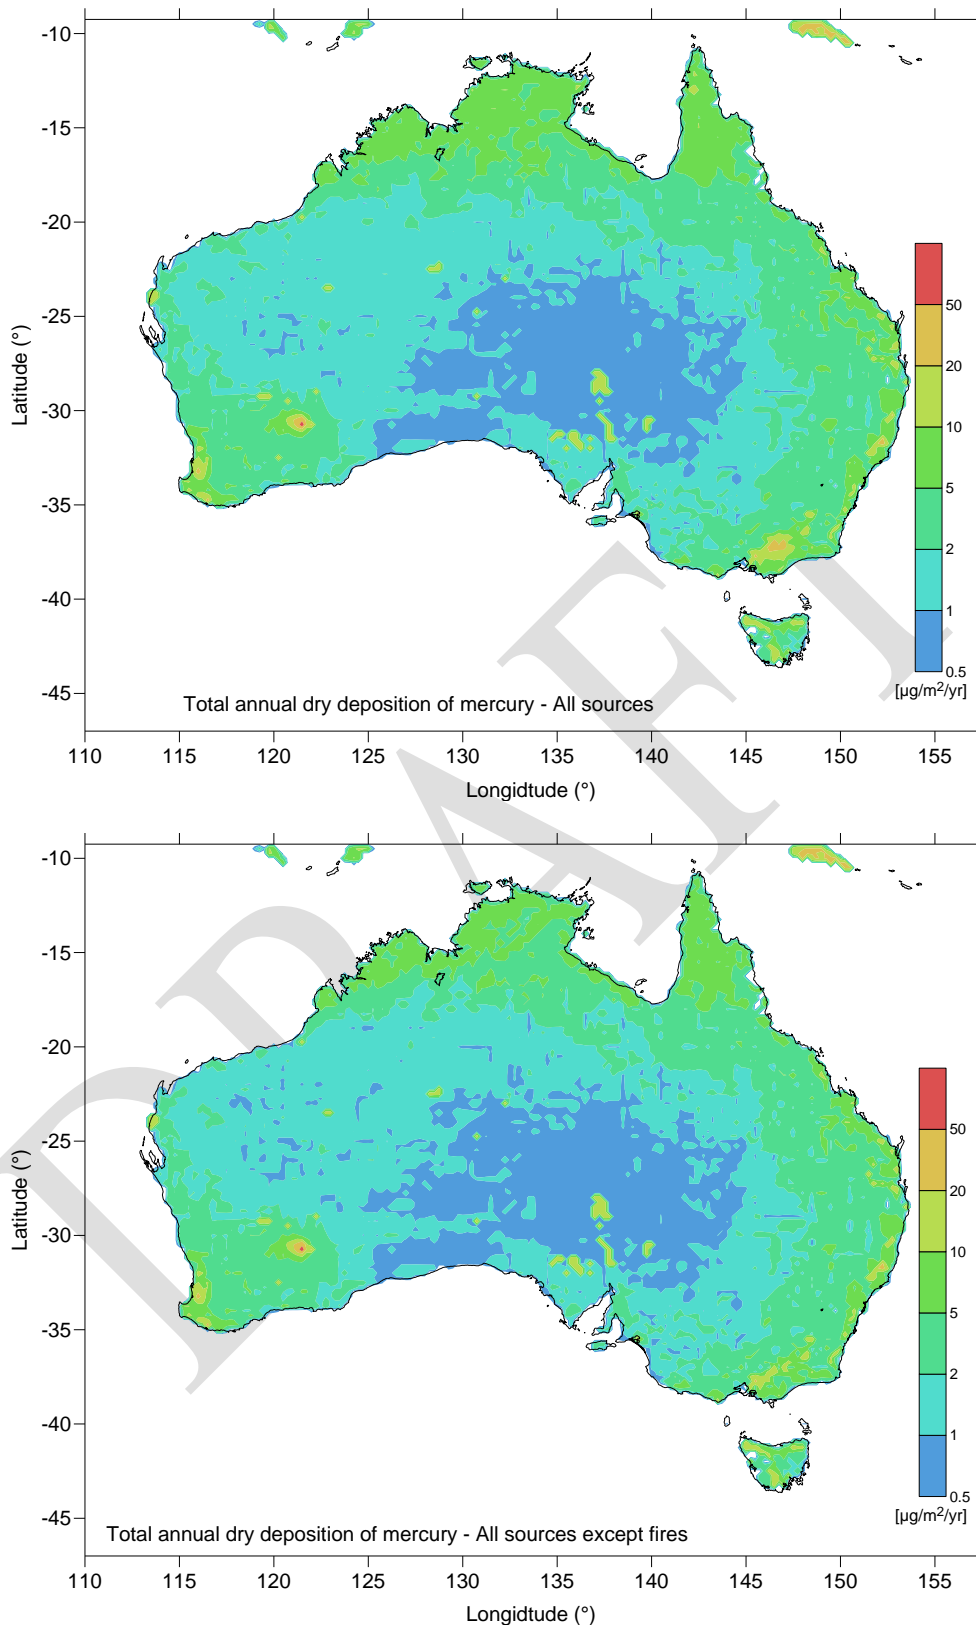 -10
-15
-20
-25
-30
-35
-40
-45
Latitude (°)
50
20
10
5
2
1
0.5
[µg/m²/yr]
Total annual dry deposition of mercury - All sources
110 115 120 125 130 135 140 145 150 155
Longidtude (°)
DRAFT
-10
-15
-20
-25
-30
-35
-40
-45
Latitude (°)
50
20
10
5
2
1
0.5
[µg/m²/yr]
Total annual dry deposition of mercury - All sources except fires
110 115 120 125 130 135 140 145 150 155
Longidtude (°)